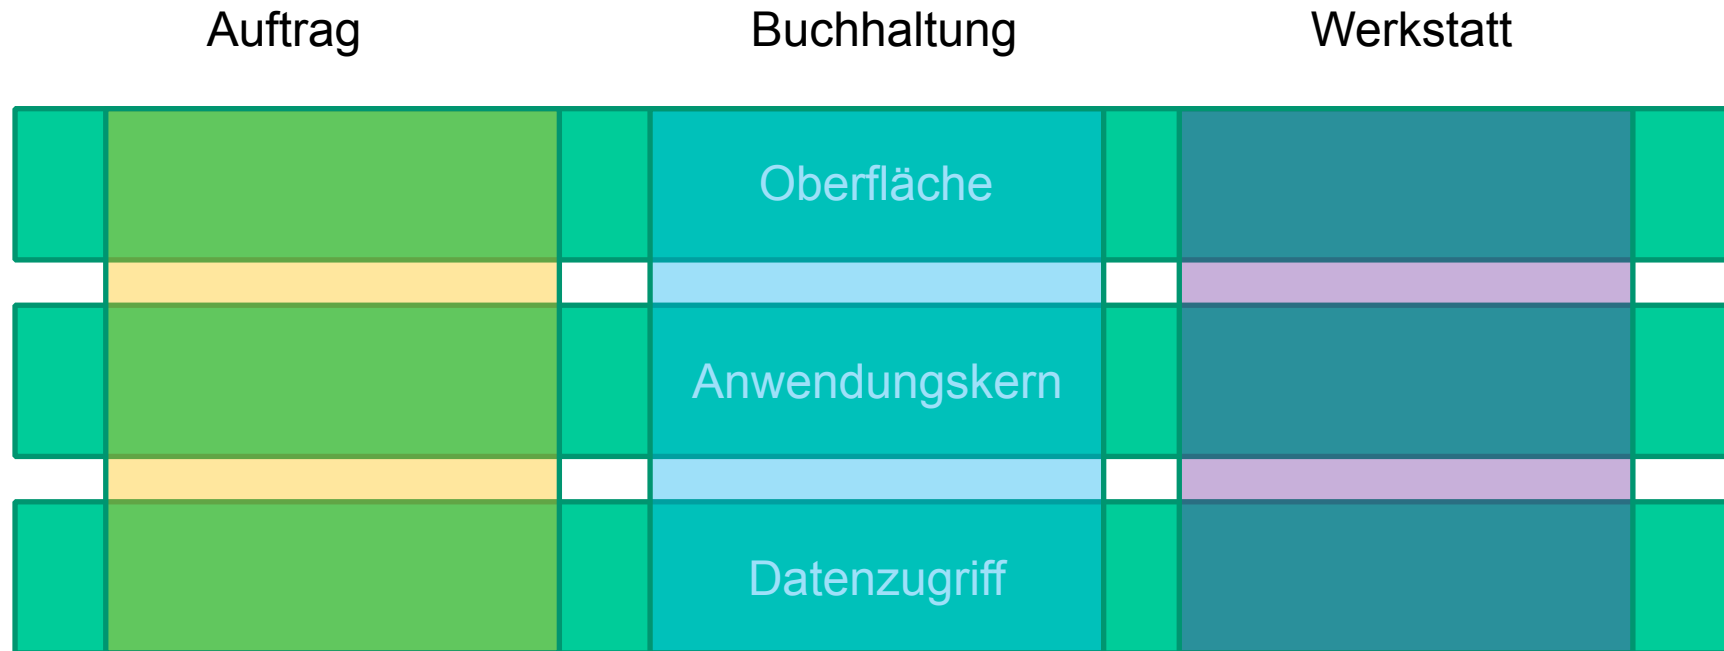 Auftrag
Buchhaltung
Werkstatt
Oberfläche
Anwendungskern
Datenzugriff